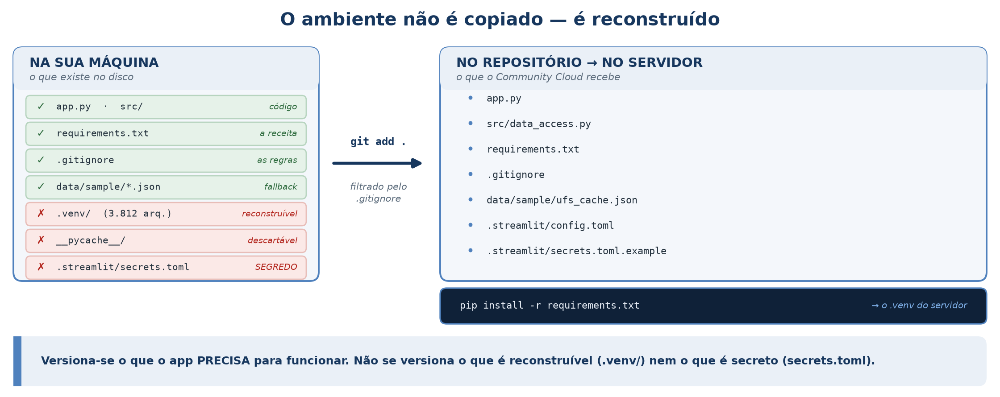 O ambiente não é copiado — é reconstruído
NA SUA MÁQUINA
o que existe no disco
✓ app.py · src/ código
✓ requirements.txt a receita
✓ .gitignore as regras
✓ data/sample/*.json fallback
✗ .venv/ (3.812 arq.) reconstruível
✗ __pycache__/ descartável
✗ .streamlit/secrets.toml SEGREDO
git add .
filtrado pelo
.gitignore
NO REPOSITÓRIO → NO SERVIDOR
o que o Community Cloud recebe
• app.py
• src/data_access.py
• requirements.txt
• .gitignore
• data/sample/ufs_cache.json
• .streamlit/config.toml
• .streamlit/secrets.toml.example
pip install -r requirements.txt → o .venv do servidor
Versiona-se o que o app PRECISA para funcionar. Não se versiona o que é reconstruível (.venv/) nem o que é secreto (secrets.toml).